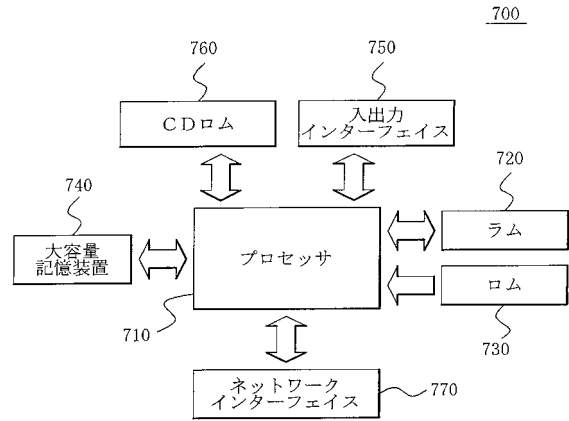 700
760
750
CDロム
入出力
インターフェイス
740
720
大容量
記憶装置
プロセッサ
ラム
ロム
710
730
ネットワーク
インターフェイス
770